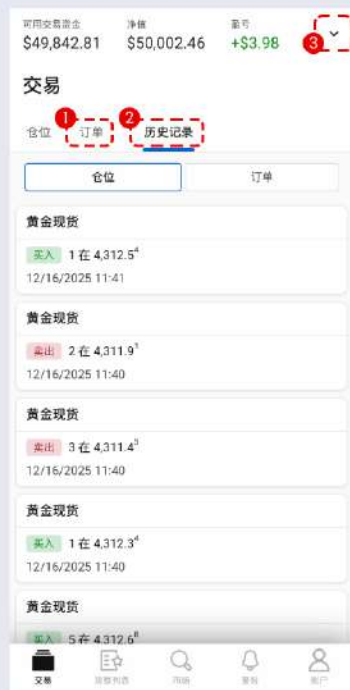 可用交易资金 净值 盈亏
$49,842.81 $50,002.46 +$3.98 3
交易
1 2
仓位 订单 历史记录
仓位 订单
黄金现货
买入 1 在 4,312.5⁴
12/16/2025 11:41
黄金现货
卖出 2 在 4,311.9¹
12/16/2025 11:40
黄金现货
卖出 3 在 4,311.4³
12/16/2025 11:40
黄金现货
买入 1 在 4,312.3⁴
12/16/2025 11:40
黄金现货
买入 5 在 4,312.6⁸
交易 市场 账户